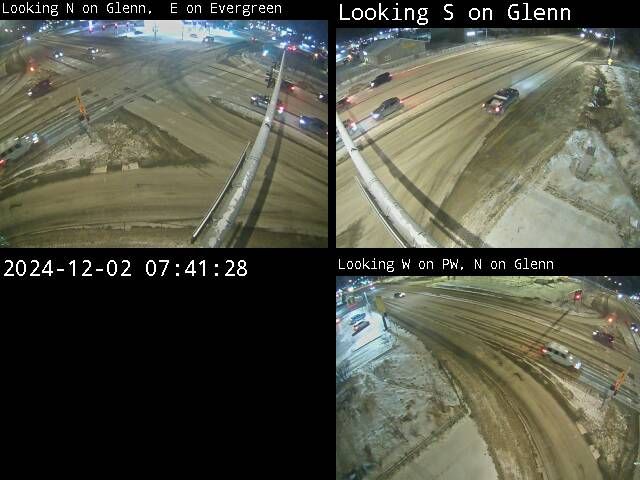 Looking N on Glenn,  E on Evergreen
Looking S on Glenn
2024-12-02 07:41:28
Looking W on PW, N on Glenn